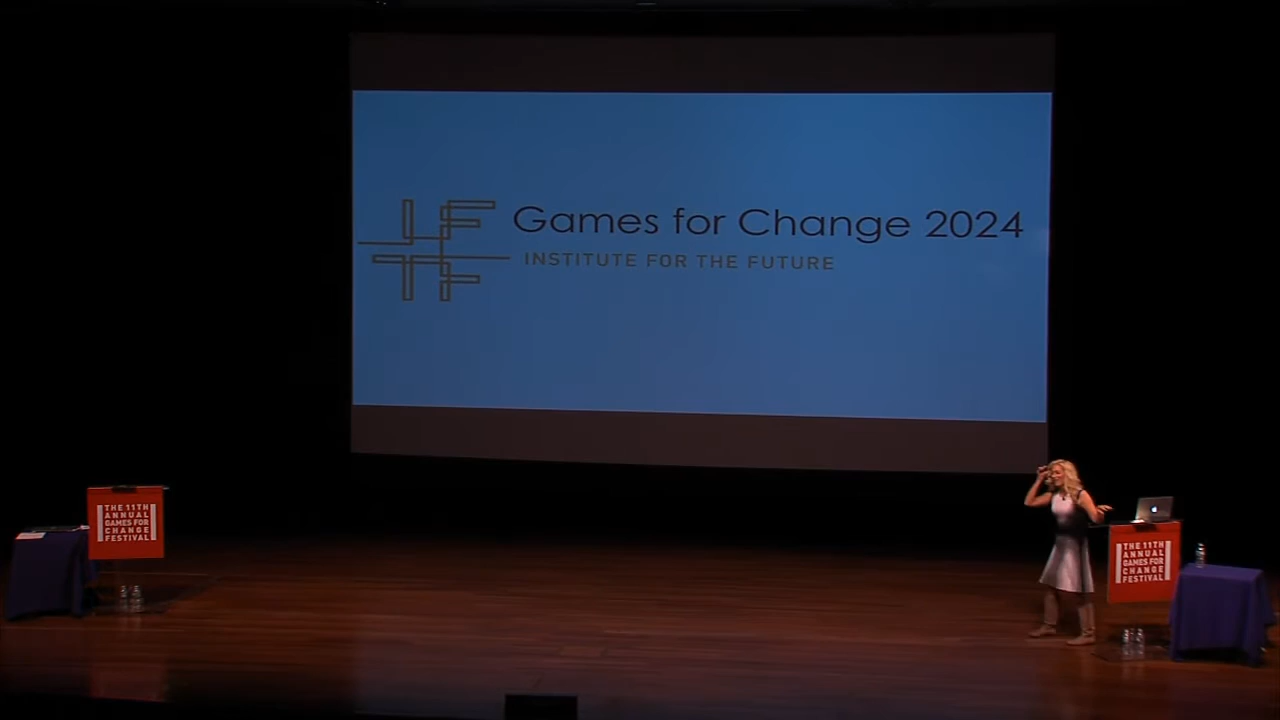 Games for Change 2024
INSTITUTE FOR THE FUTURE
THE 11TH
ANNUAL
GAMES FOR
CHANGE
FESTIVAL
THE 11TH
ANNUAL
GAMES FOR
CHANGE
FESTIVAL